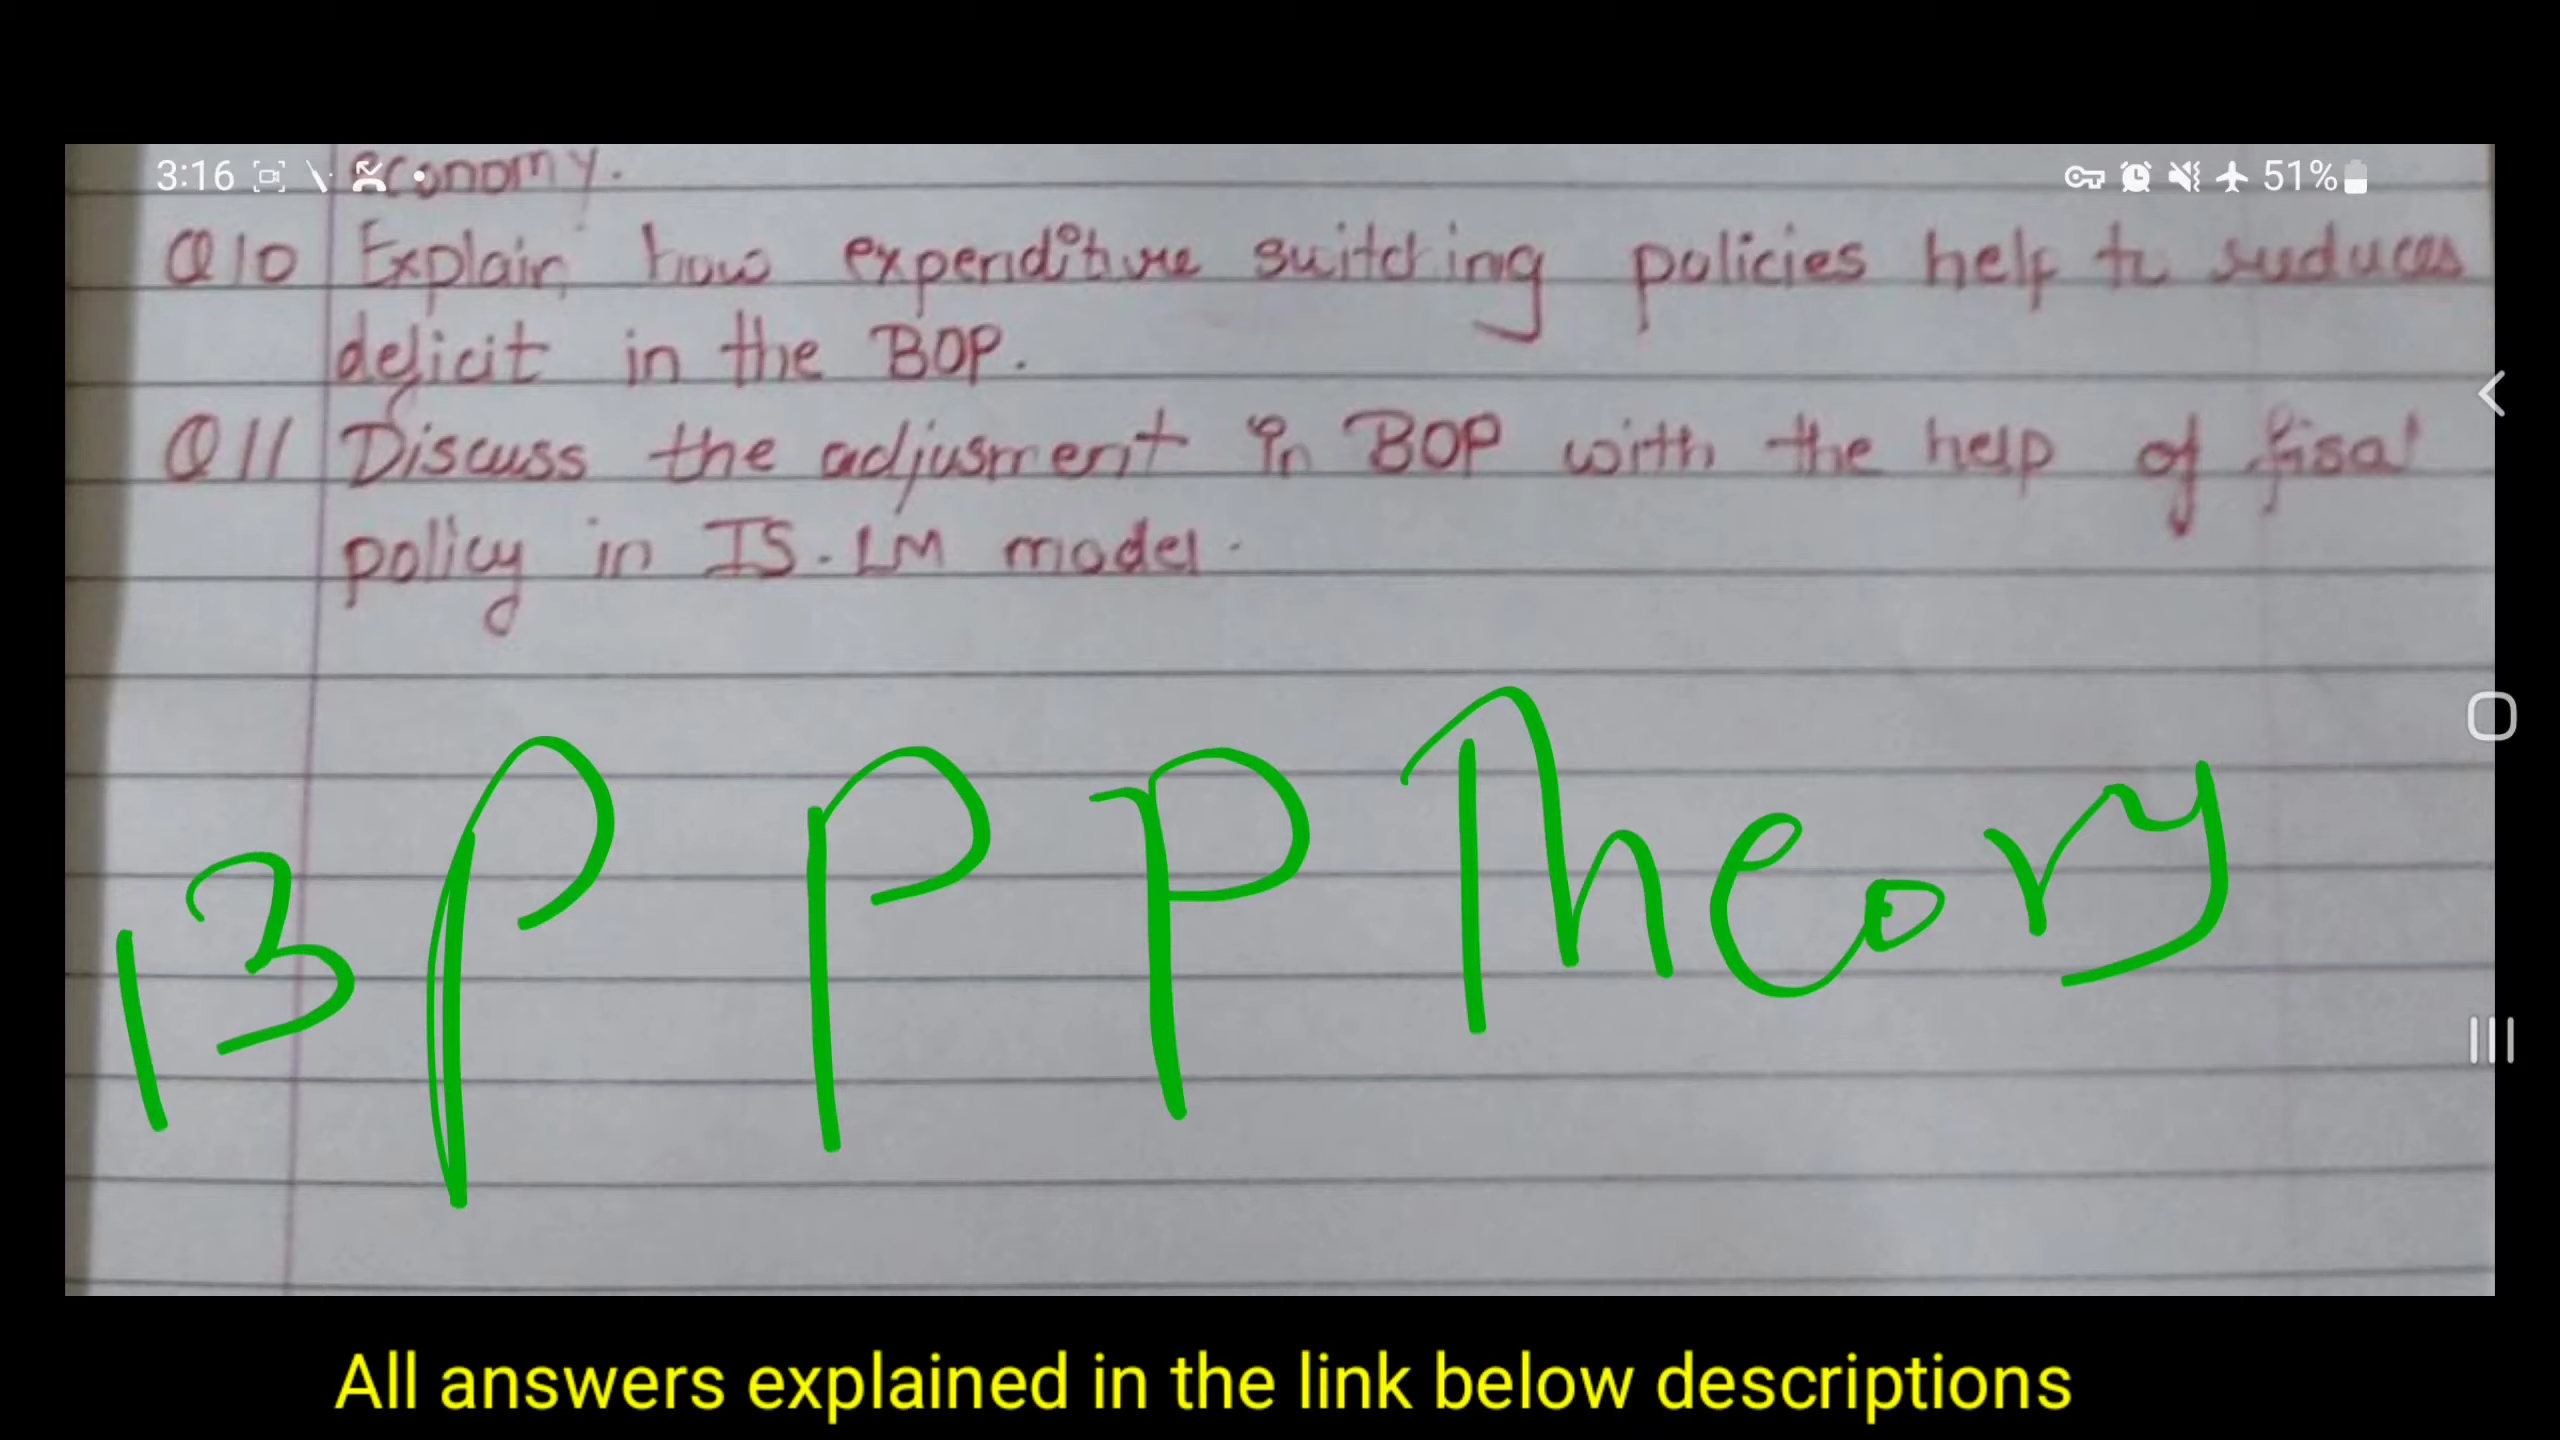 economy.
3:16 51%
Q10 Explain how expenditure switching policies help to reduces
deficit in the BOP.
Q11 Discuss the adjusment in BOP with the help of fisal
policy in IS-LM model.
13 P P P Theory
All answers explained in the link below descriptions